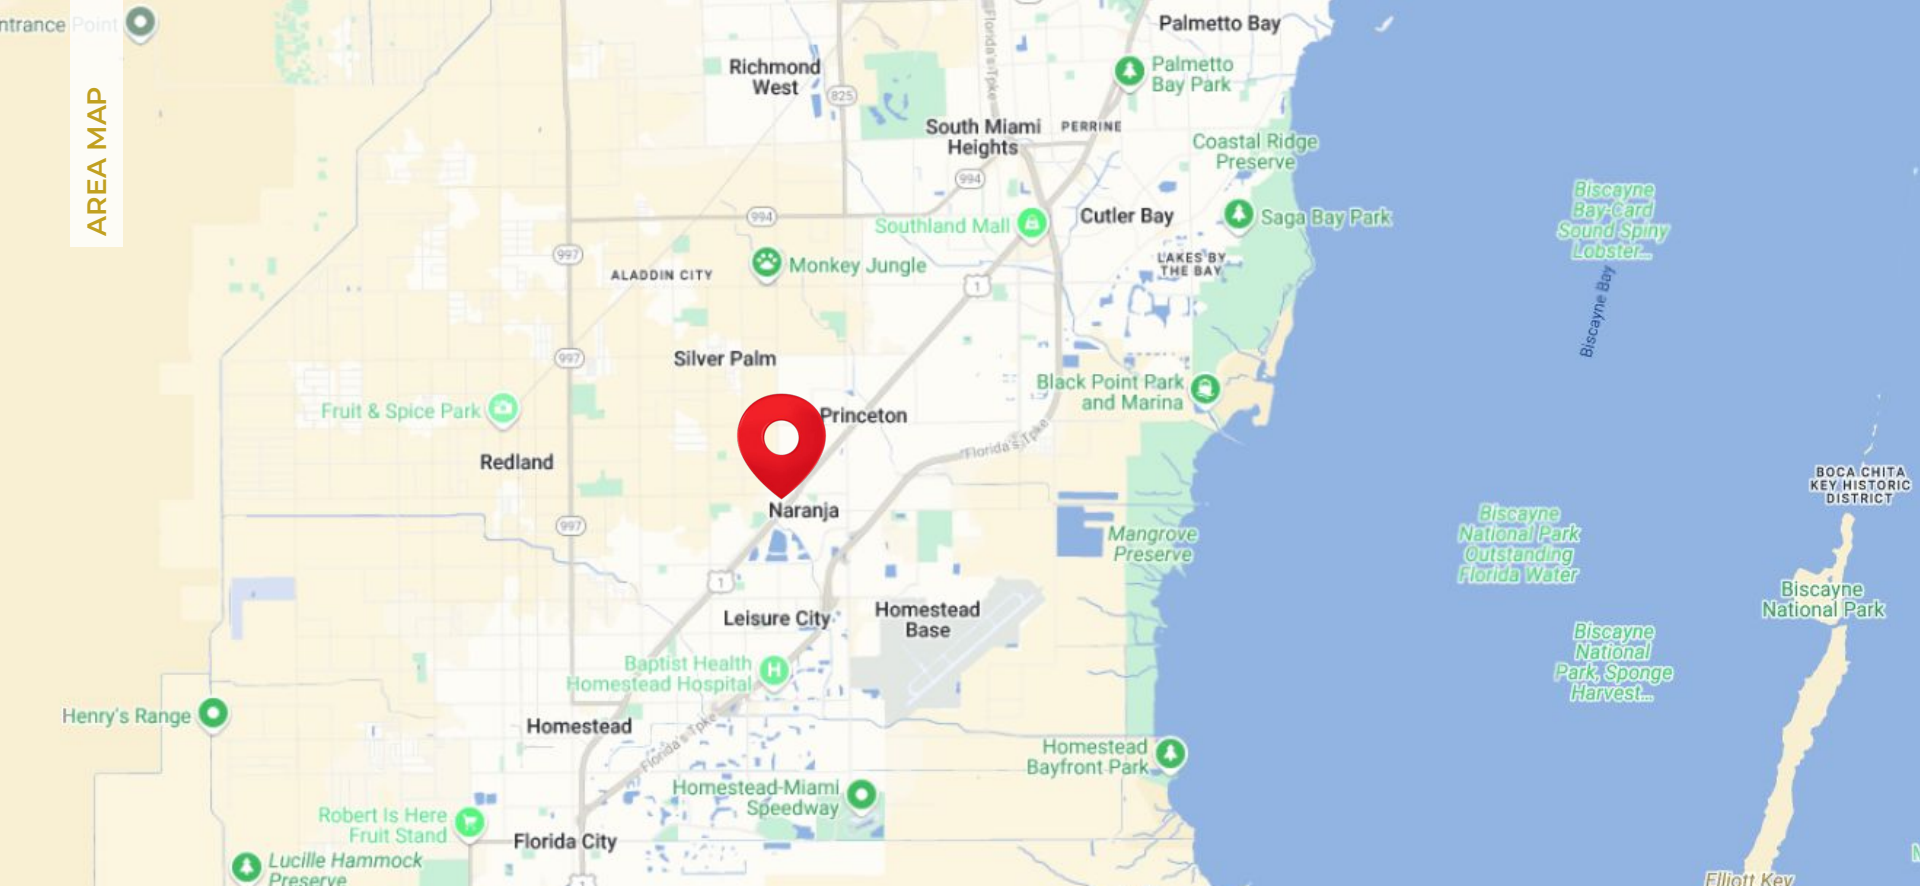 ntrance Point
AREA MAP
Palmetto Bay
Richmond
West
Palmetto
Bay Park
825
Florida's Tpke
South Miami
Heights
PERRINE
Coastal Ridge
Preserve
994
994
Southland Mall
Cutler Bay
Saga Bay Park
Biscayne
Bay-Card
Sound Spiny
Lobster...
997
ALADDIN CITY
Monkey Jungle
LAKES BY
THE BAY
1
Biscayne Bay
997
Silver Palm
Black Point Park
and Marina
Fruit & Spice Park
Princeton
Florida's Tpke
Redland
BOCA CHITA
KEY HISTORIC
DISTRICT
Naranja
997
Mangrove
Preserve
Biscayne
National Park
Outstanding
Florida Water
1
Leisure City
Homestead
Base
Biscayne
National Park
Biscayne
National
Park, Sponge
Harvest...
Baptist Health
Homestead Hospital
Henry's Range
Homestead
Florida's Tpke
Homestead
Bayfront Park
Homestead-Miami
Speedway
Robert Is Here
Fruit Stand
Florida City
Lucille Hammock
Preserve
1
Elliott Key